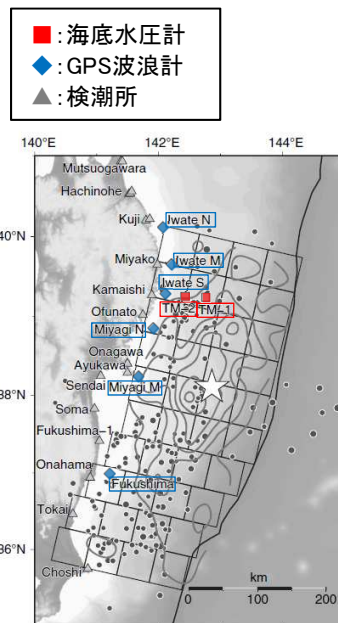 ■:海底水圧計
◆:GPS波浪計
▲:検潮所
140°E 142°E 144°E
Mutsuogawara
Hachinohe
Kuji
Iwate N
40°N
Miyako
Iwate M
Kamaishi
Iwate S
Ofunato
TM-2
TM-1
Miyagi N
Onagawa
Ayukawa
Sendai
38°N
Miyagi M
Soma
Fukushima-1
Onahama
Fukushima
Tokai
36°N
Choshi
km
0 100 200